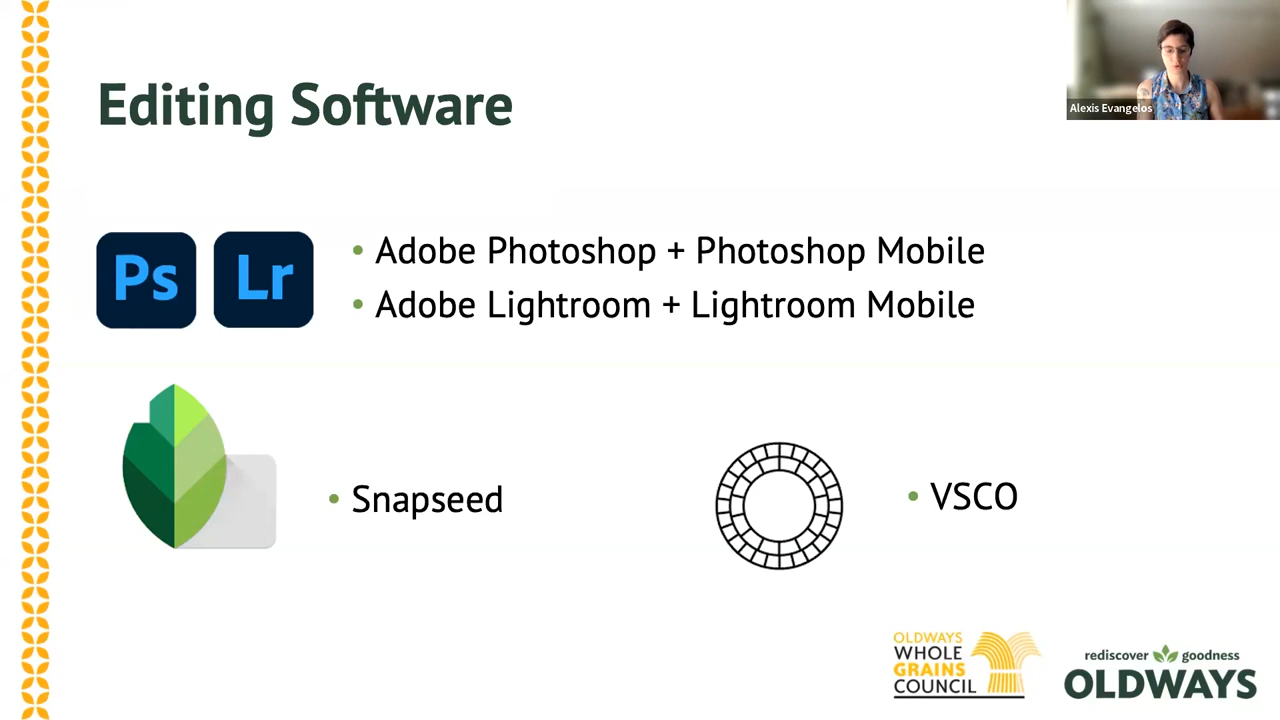 Editing Software
Alexis Evangelos
Ps Lr
• Adobe Photoshop + Photoshop Mobile
• Adobe Lightroom + Lightroom Mobile
• Snapseed
• VSCO
OLDWAYS
WHOLE
GRAINS
COUNCIL
rediscover goodness
OLDWAYS